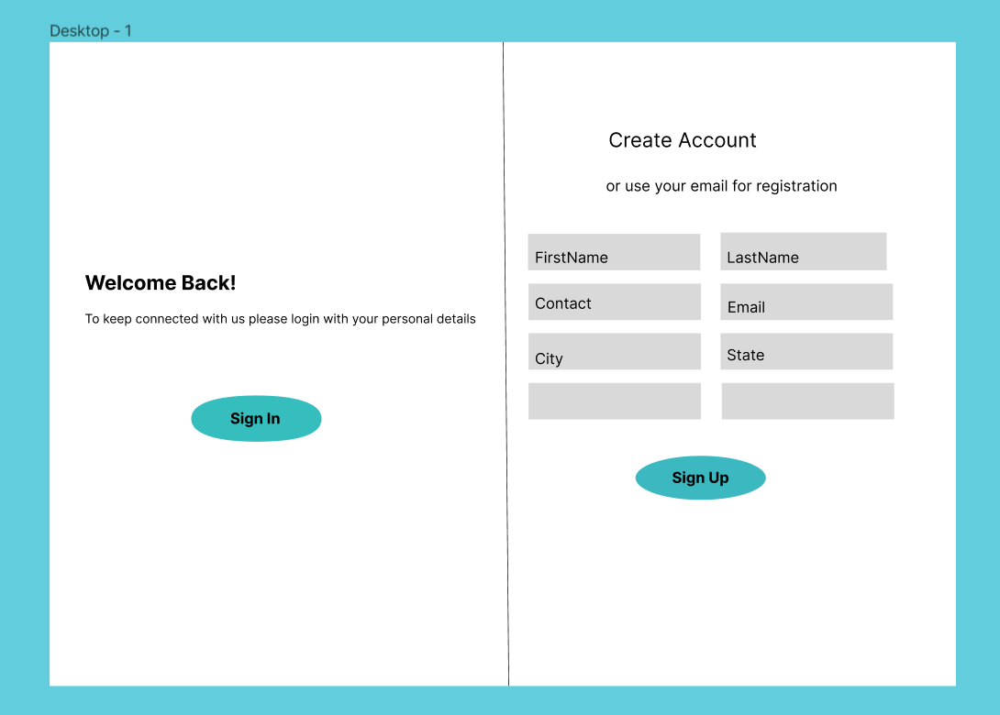 Desktop - 1
Welcome Back!
To keep connected with us please login with your personal details
Sign In
Create Account
or use your email for registration
FirstName
LastName
Contact
Email
City
State
Sign Up